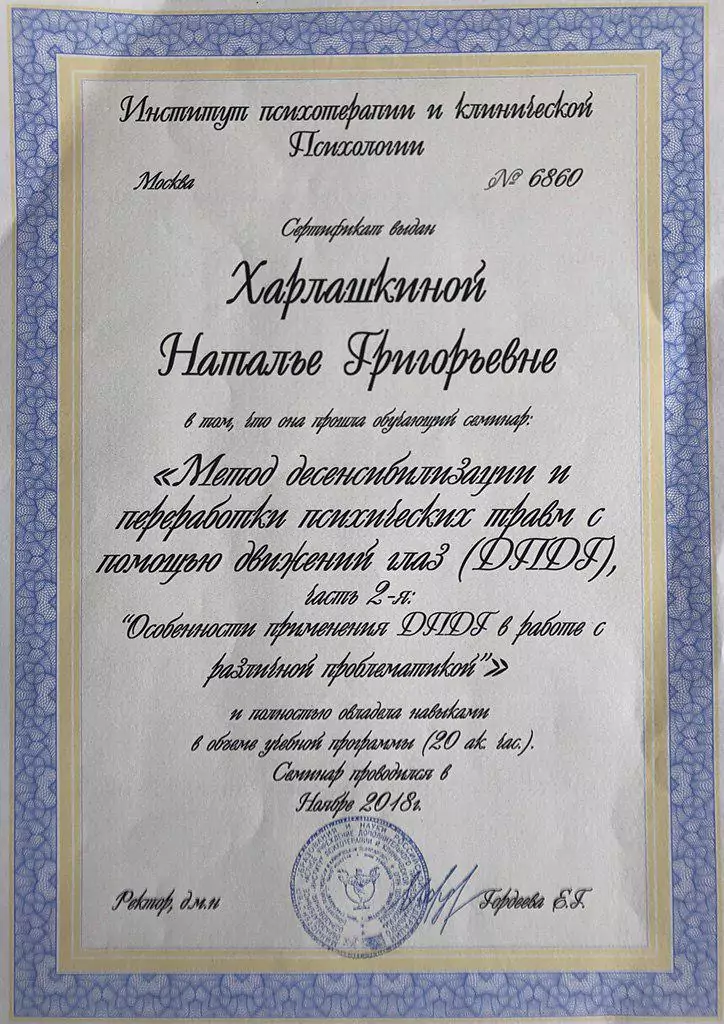 Институт психотерапии и клинической
Психологии
Москва № 6860
Сертификат выдан
Харлашкиной
Наталье Григорьевне
в том, что она прошла обучающий семинар:
«Метод десенсибилизации и
переработки психических травм с
помощью движений глаз (ДПДГ),
часть 2-я:
"Особенности применения ДПДГ в работе с
различной проблематикой"»
и полностью овладела навыками
в объеме учебной программы (20 ак. час.).
Семинар проводился в
Ноябре 2018г.
Ректор, д.м.н Гордеева Е.Г.